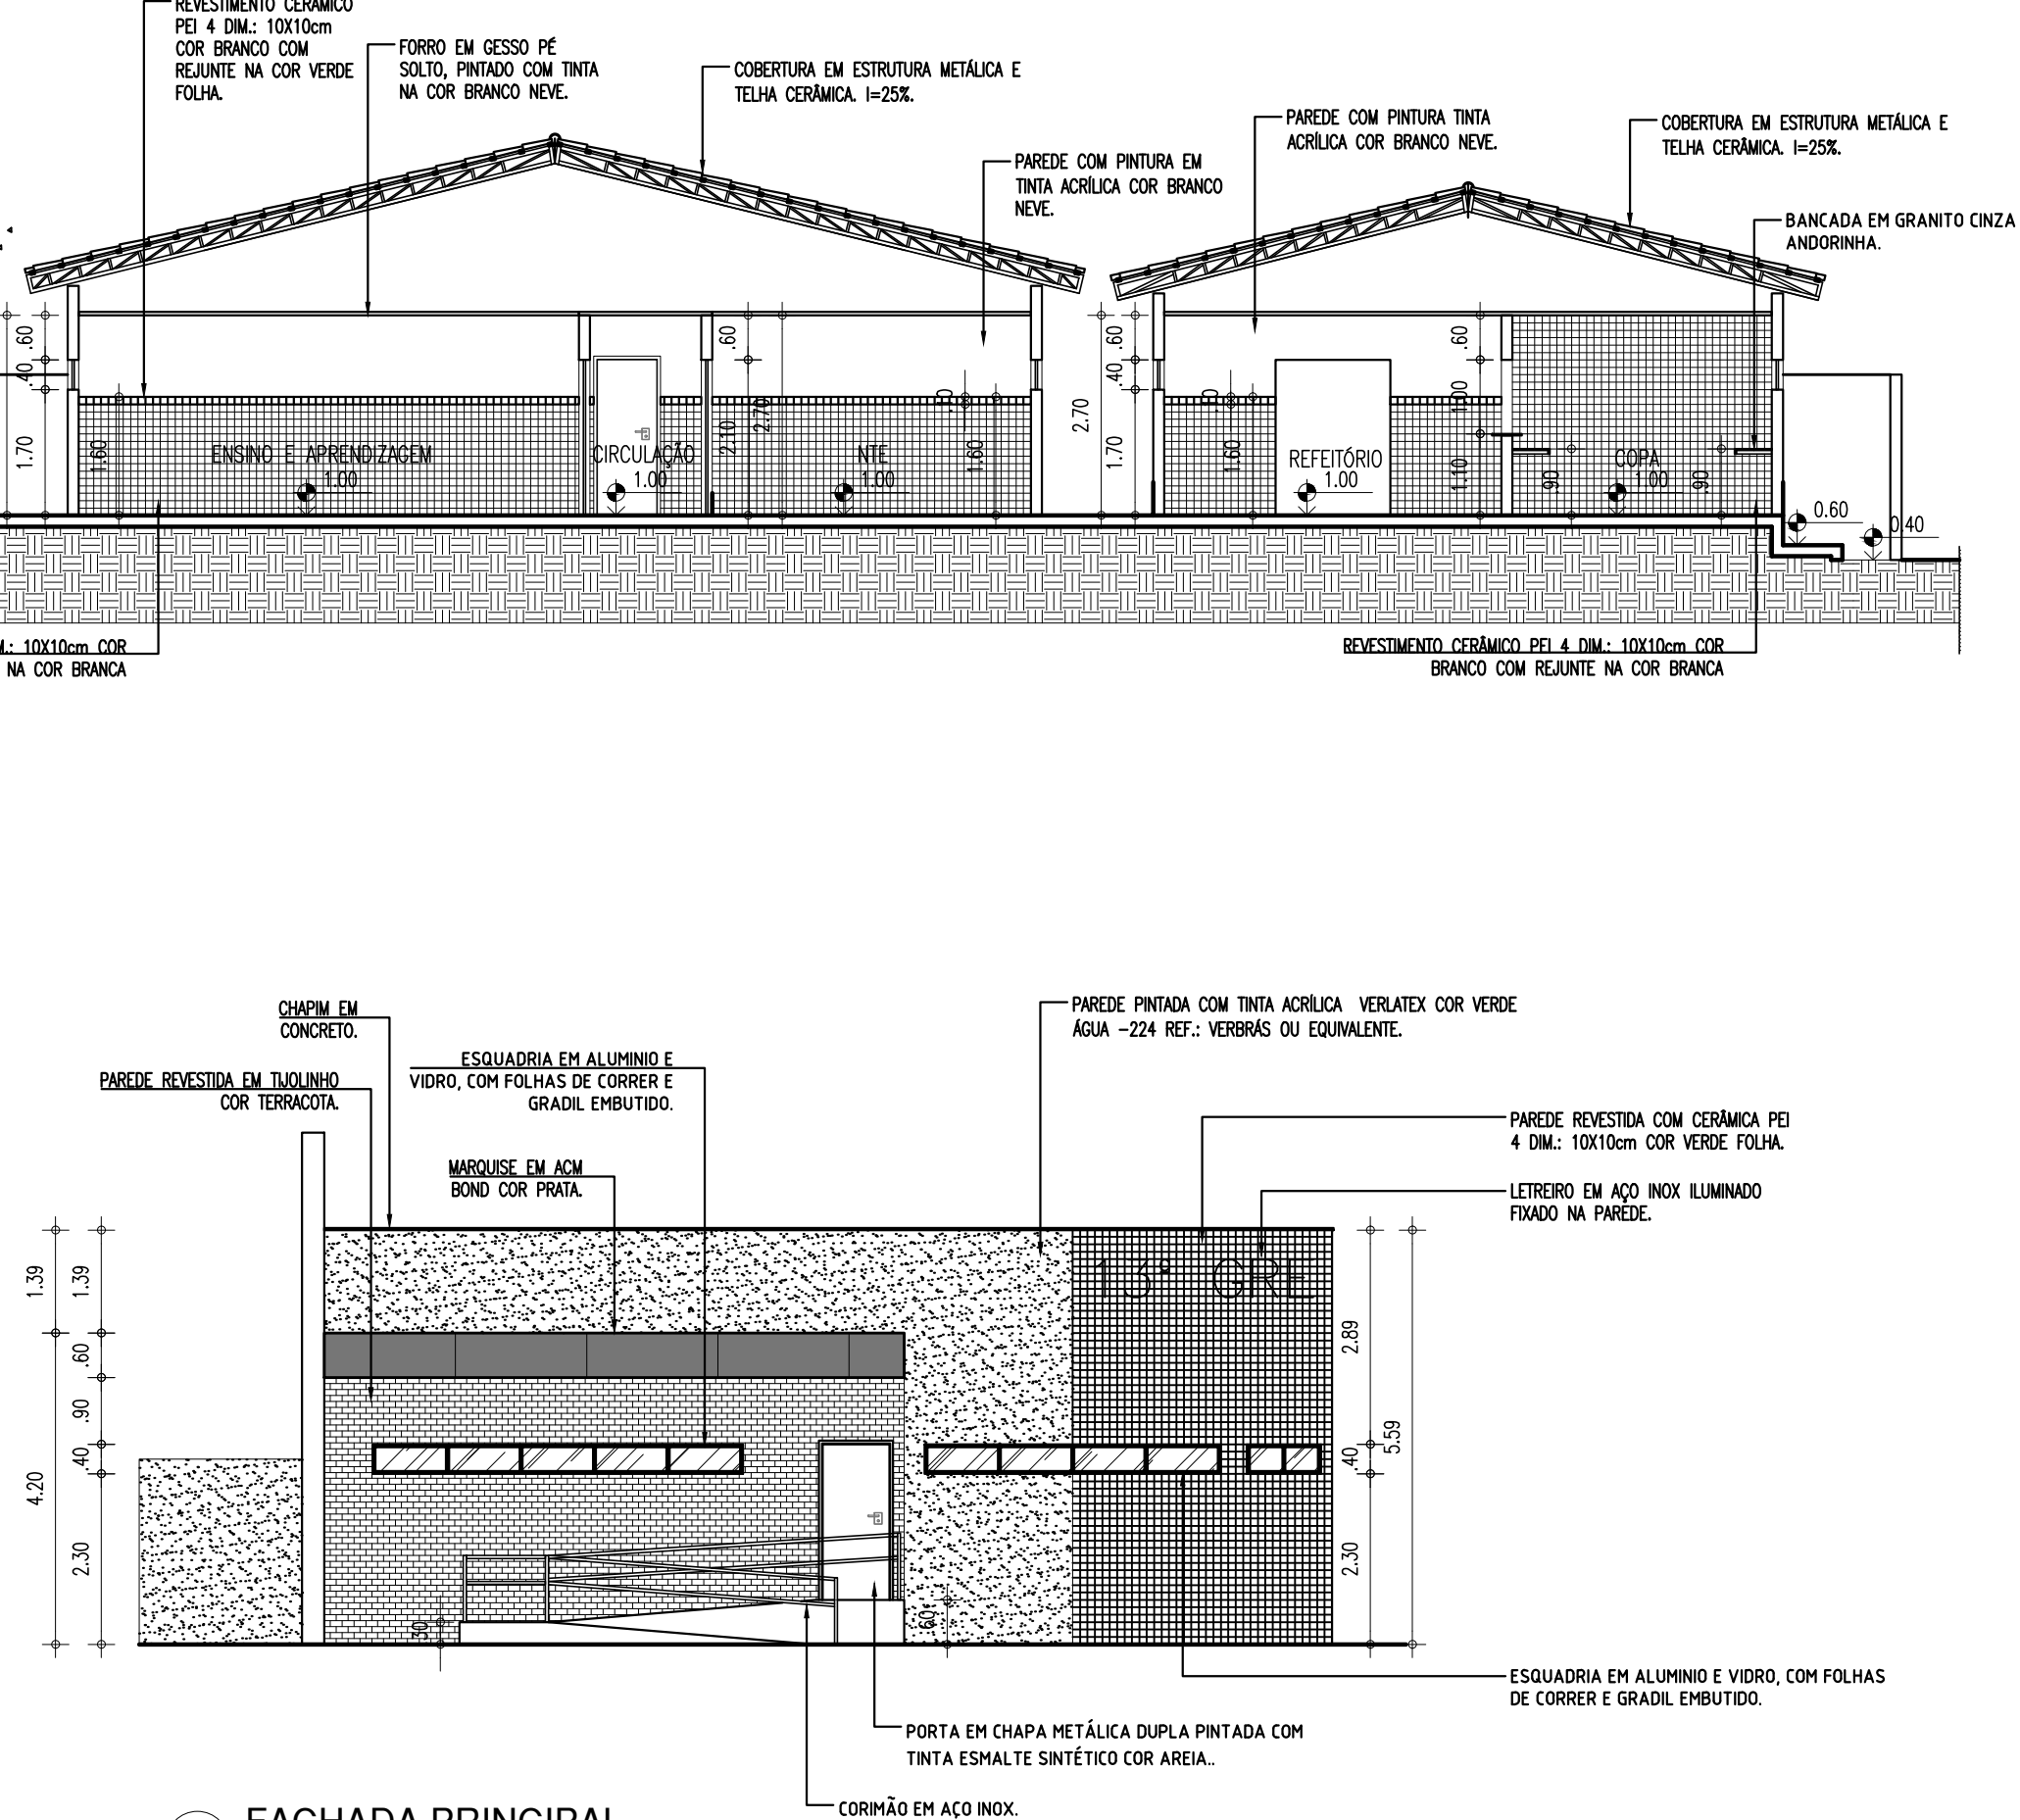 REVESTIMENTO CERÂMICO
PEI 4 DIM.: 10X10cm
COR BRANCO COM
REJUNTE NA COR VERDE
FOLHA.
FORRO EM GESSO PÉ
SOLTO, PINTADO COM TINTA
NA COR BRANCO NEVE.
COBERTURA EM ESTRUTURA METÁLICA E
TELHA CERÂMICA. I=25%.
PAREDE COM PINTURA EM
TINTA ACRÍLICA COR BRANCO
NEVE.
PAREDE COM PINTURA TINTA
ACRÍLICA COR BRANCO NEVE.
COBERTURA EM ESTRUTURA METÁLICA E
TELHA CERÂMICA. I=25%.
BANCADA EM GRANITO CINZA
ANDORINHA.
.60
.40
1.70
1.60
ENSINO E APRENDIZAGEM
1.00
CIRCULAÇÃO
1.00
.60
2.10
2.70
NTE
1.00
.10
1.60
2.70
.60
.40
1.70
.10
1.60
REFEITÓRIO
1.00
.60
1.00
1.10
COPA
1.00
.90
.90
0.60
0.40
10X10cm COR
NA COR BRANCA
REVESTIMENTO CERÂMICO PEI 4 DIM.: 10X10cm COR
BRANCO COM REJUNTE NA COR BRANCA
CHAPIM EM
CONCRETO.
PAREDE REVESTIDA EM TIJOLINHO
COR TERRACOTA.
ESQUADRIA EM ALUMINIO E
VIDRO, COM FOLHAS DE CORRER E
GRADIL EMBUTIDO.
MARQUISE EM ACM
BOND COR PRATA.
PAREDE PINTADA COM TINTA ACRÍLICA VERLATEX COR VERDE
ÁGUA -224 REF.: VERBRÁS OU EQUIVALENTE.
PAREDE REVESTIDA COM CERÂMICA PEI
4 DIM.: 10X10cm COR VERDE FOLHA.
LETREIRO EM AÇO INOX ILUMINADO
FIXADO NA PAREDE.
13° GRE
1.39
4.20
1.39
.60
.90
.40
2.30
.30
.60
2.89
.40
2.30
5.59
ESQUADRIA EM ALUMINIO E VIDRO, COM FOLHAS
DE CORRER E GRADIL EMBUTIDO.
PORTA EM CHAPA METÁLICA DUPLA PINTADA COM
TINTA ESMALTE SINTÉTICO COR AREIA..
CORIMÃO EM AÇO INOX.
FACHADA PRINCIPAL